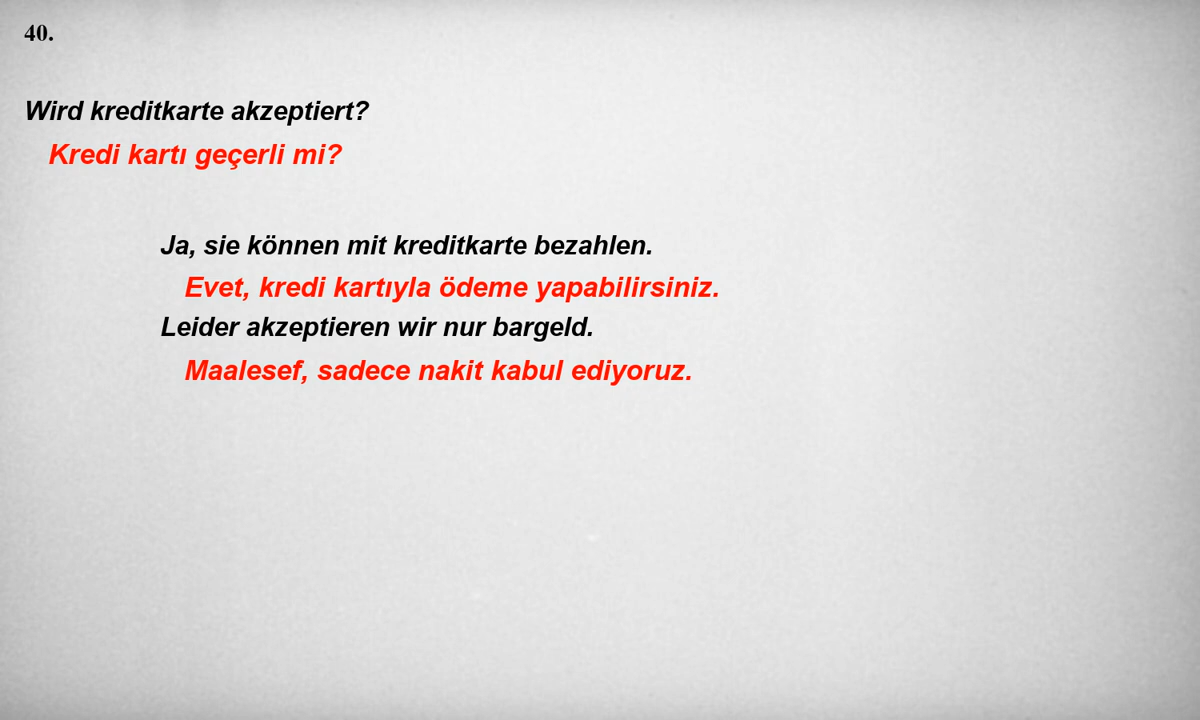 40.
Wird kreditkarte akzeptiert?
Kredi kartı geçerli mi?
Ja, sie können mit kreditkarte bezahlen.
Evet, kredi kartıyla ödeme yapabilirsiniz.
Leider akzeptieren wir nur bargeld.
Maalesef, sadece nakit kabul ediyoruz.